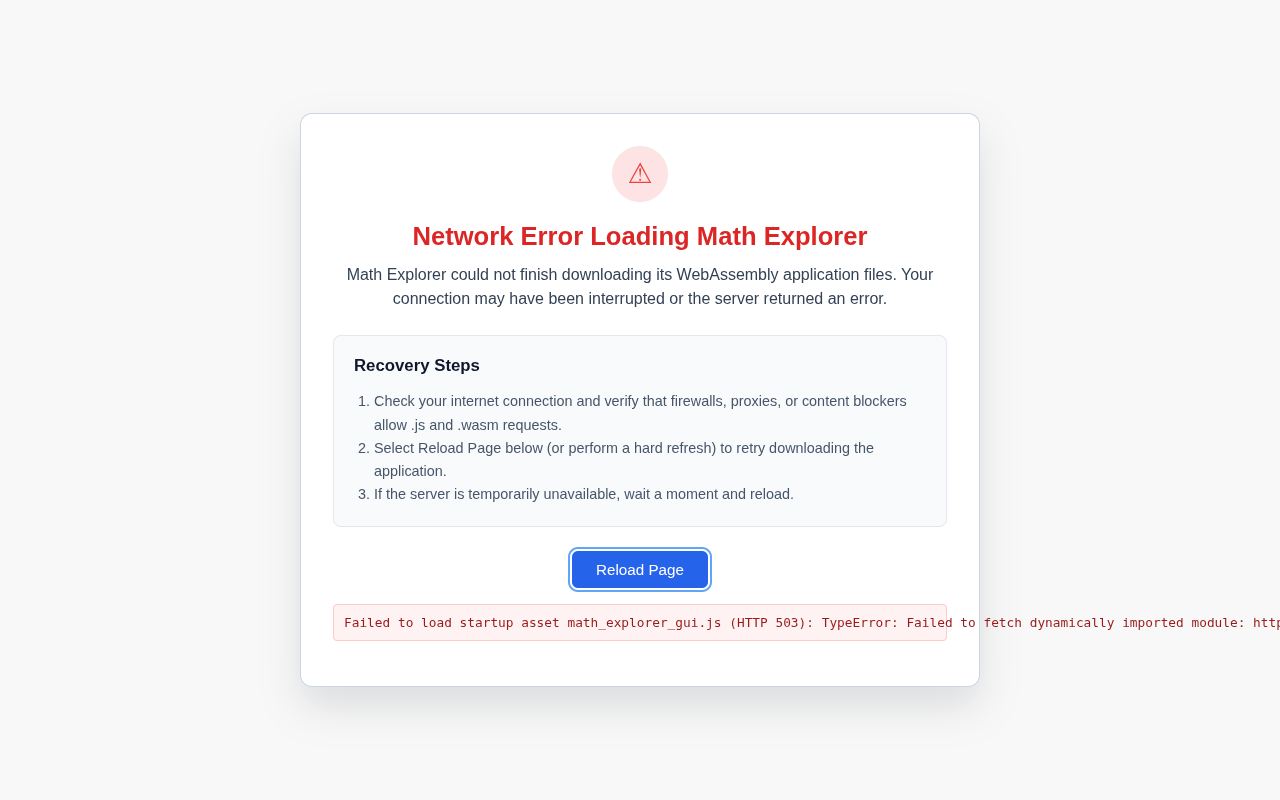 Network Error Loading Math Explorer
Math Explorer could not finish downloading its WebAssembly application files. Your
connection may have been interrupted or the server returned an error.
Recovery Steps
1. Check your internet connection and verify that firewalls, proxies, or content blockers
allow .js and .wasm requests.
2. Select Reload Page below (or perform a hard refresh) to retry downloading the
application.
3. If the server is temporarily unavailable, wait a moment and reload.
Reload Page
Failed to load startup asset math_explorer_gui.js (HTTP 503): TypeError: Failed to fetch dynamically imported module: http